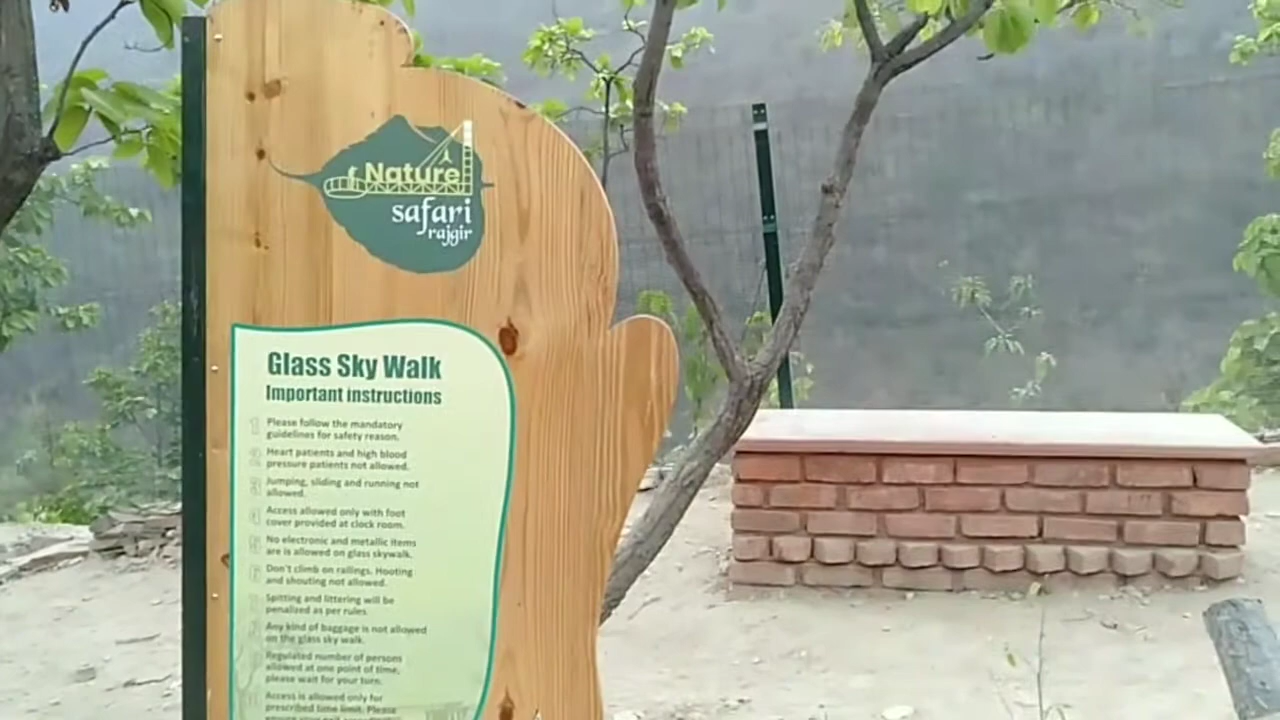 Nature
safari
rajgir
Glass Sky Walk
Important instructions
1 Please follow the mandatory
guidelines for safety reason.
2 Heart patients and high blood
pressure patients not allowed.
3 Jumping, sliding and running not
allowed.
4 Access allowed only with foot
cover provided at clock room.
5 No electronic and metallic items
are is allowed on glass skywalk.
6 Don't climb on railings. Hooting
and shouting not allowed.
Spitting and littering will be
penalized as per rules.
Any kind of baggage is not allowed
on the glass sky walk.
Regulated number of persons
allowed at one point of time,
please wait for your turn.
Access is allowed only for
prescribed time limit. Please